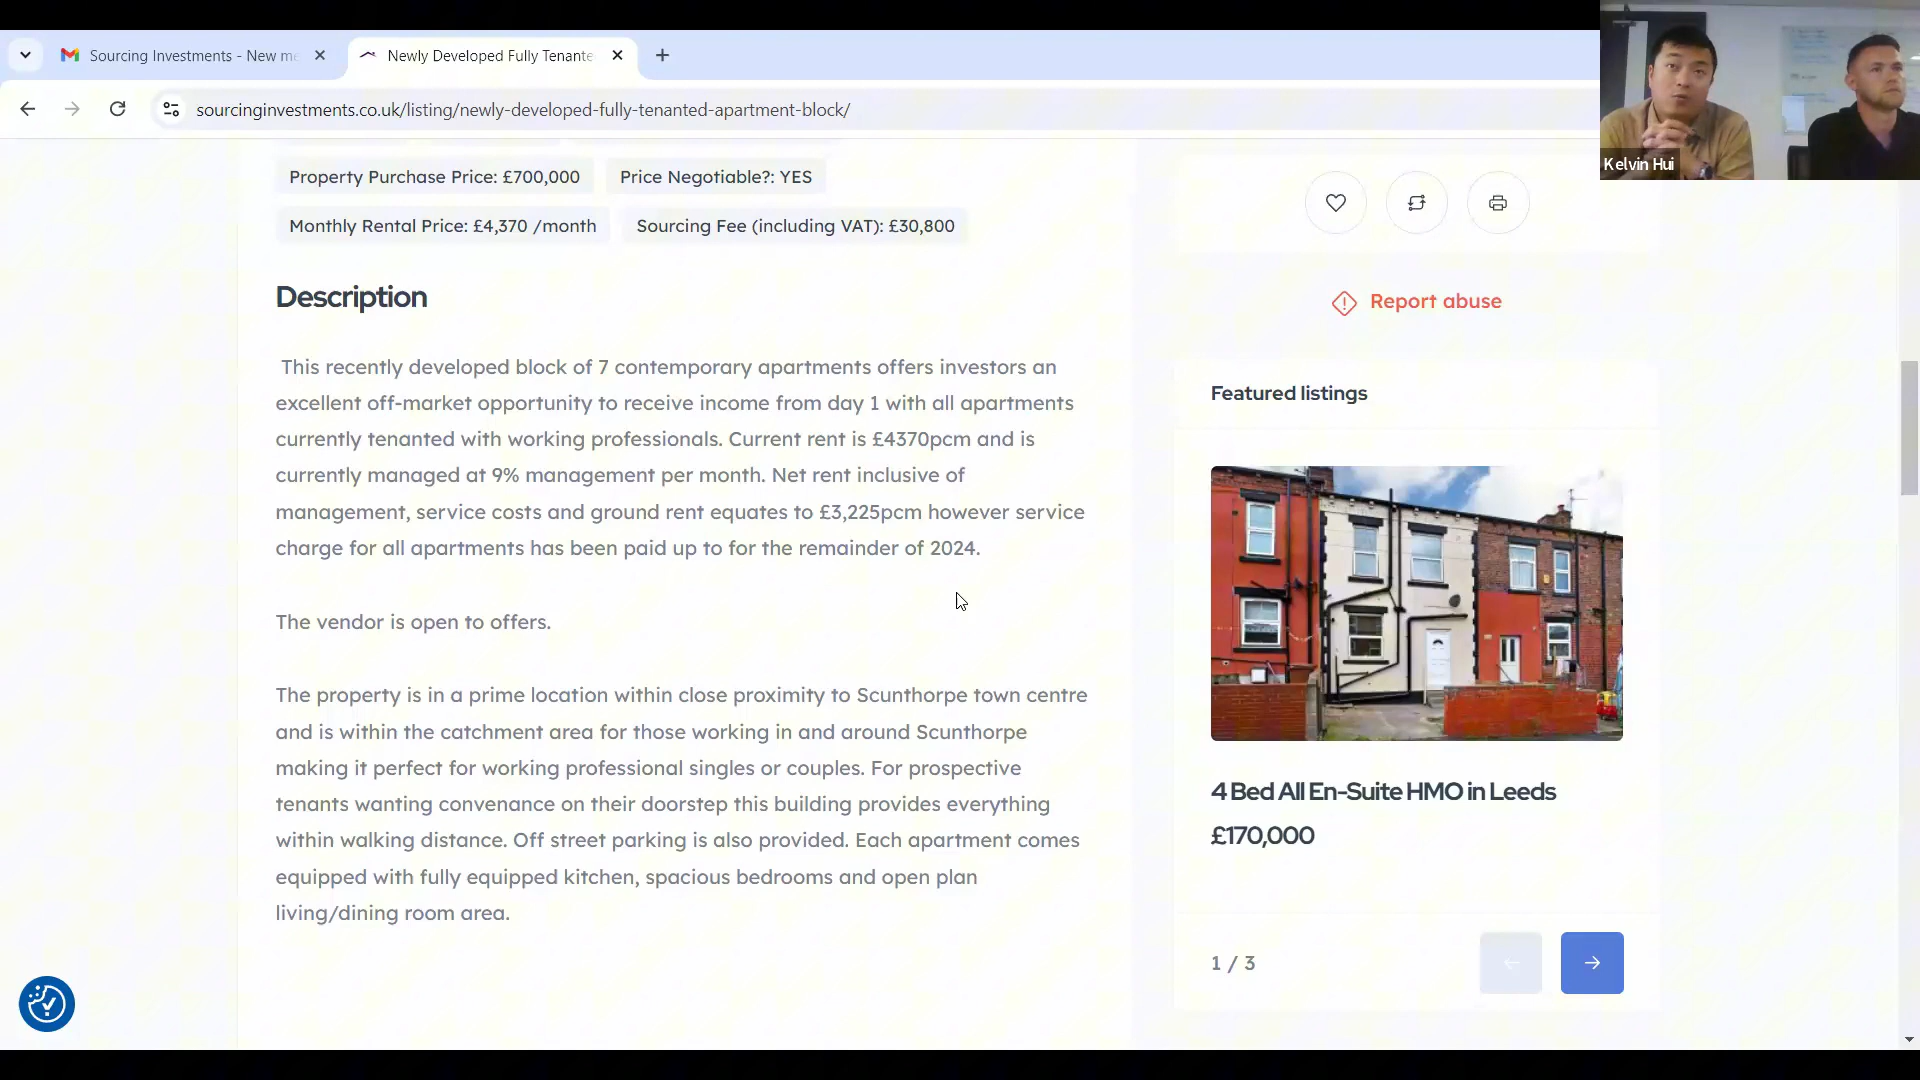 Sourcing Investments - New me
Newly Developed Fully Tenante
sourcinginvestments.co.uk/listing/newly-developed-fully-tenanted-apartment-block/
Kelvin Hui
Property Purchase Price: £700,000
Price Negotiable?: YES
Monthly Rental Price: £4,370 /month
Sourcing Fee (including VAT): £30,800
Description
This recently developed block of 7 contemporary apartments offers investors an
excellent off-market opportunity to receive income from day 1 with all apartments
currently tenanted with working professionals. Current rent is £4370pcm and is
currently managed at 9% management per month. Net rent inclusive of
management, service costs and ground rent equates to £3,225pcm however service
charge for all apartments has been paid up to for the remainder of 2024.
The vendor is open to offers.
The property is in a prime location within close proximity to Scunthorpe town centre
and is within the catchment area for those working in and around Scunthorpe
making it perfect for working professional singles or couples. For prospective
tenants wanting convenance on their doorstep this building provides everything
within walking distance. Off street parking is also provided. Each apartment comes
equipped with fully equipped kitchen, spacious bedrooms and open plan
living/dining room area.
Report abuse
Featured listings
4 Bed All En-Suite HMO in Leeds
£170,000
1 / 3